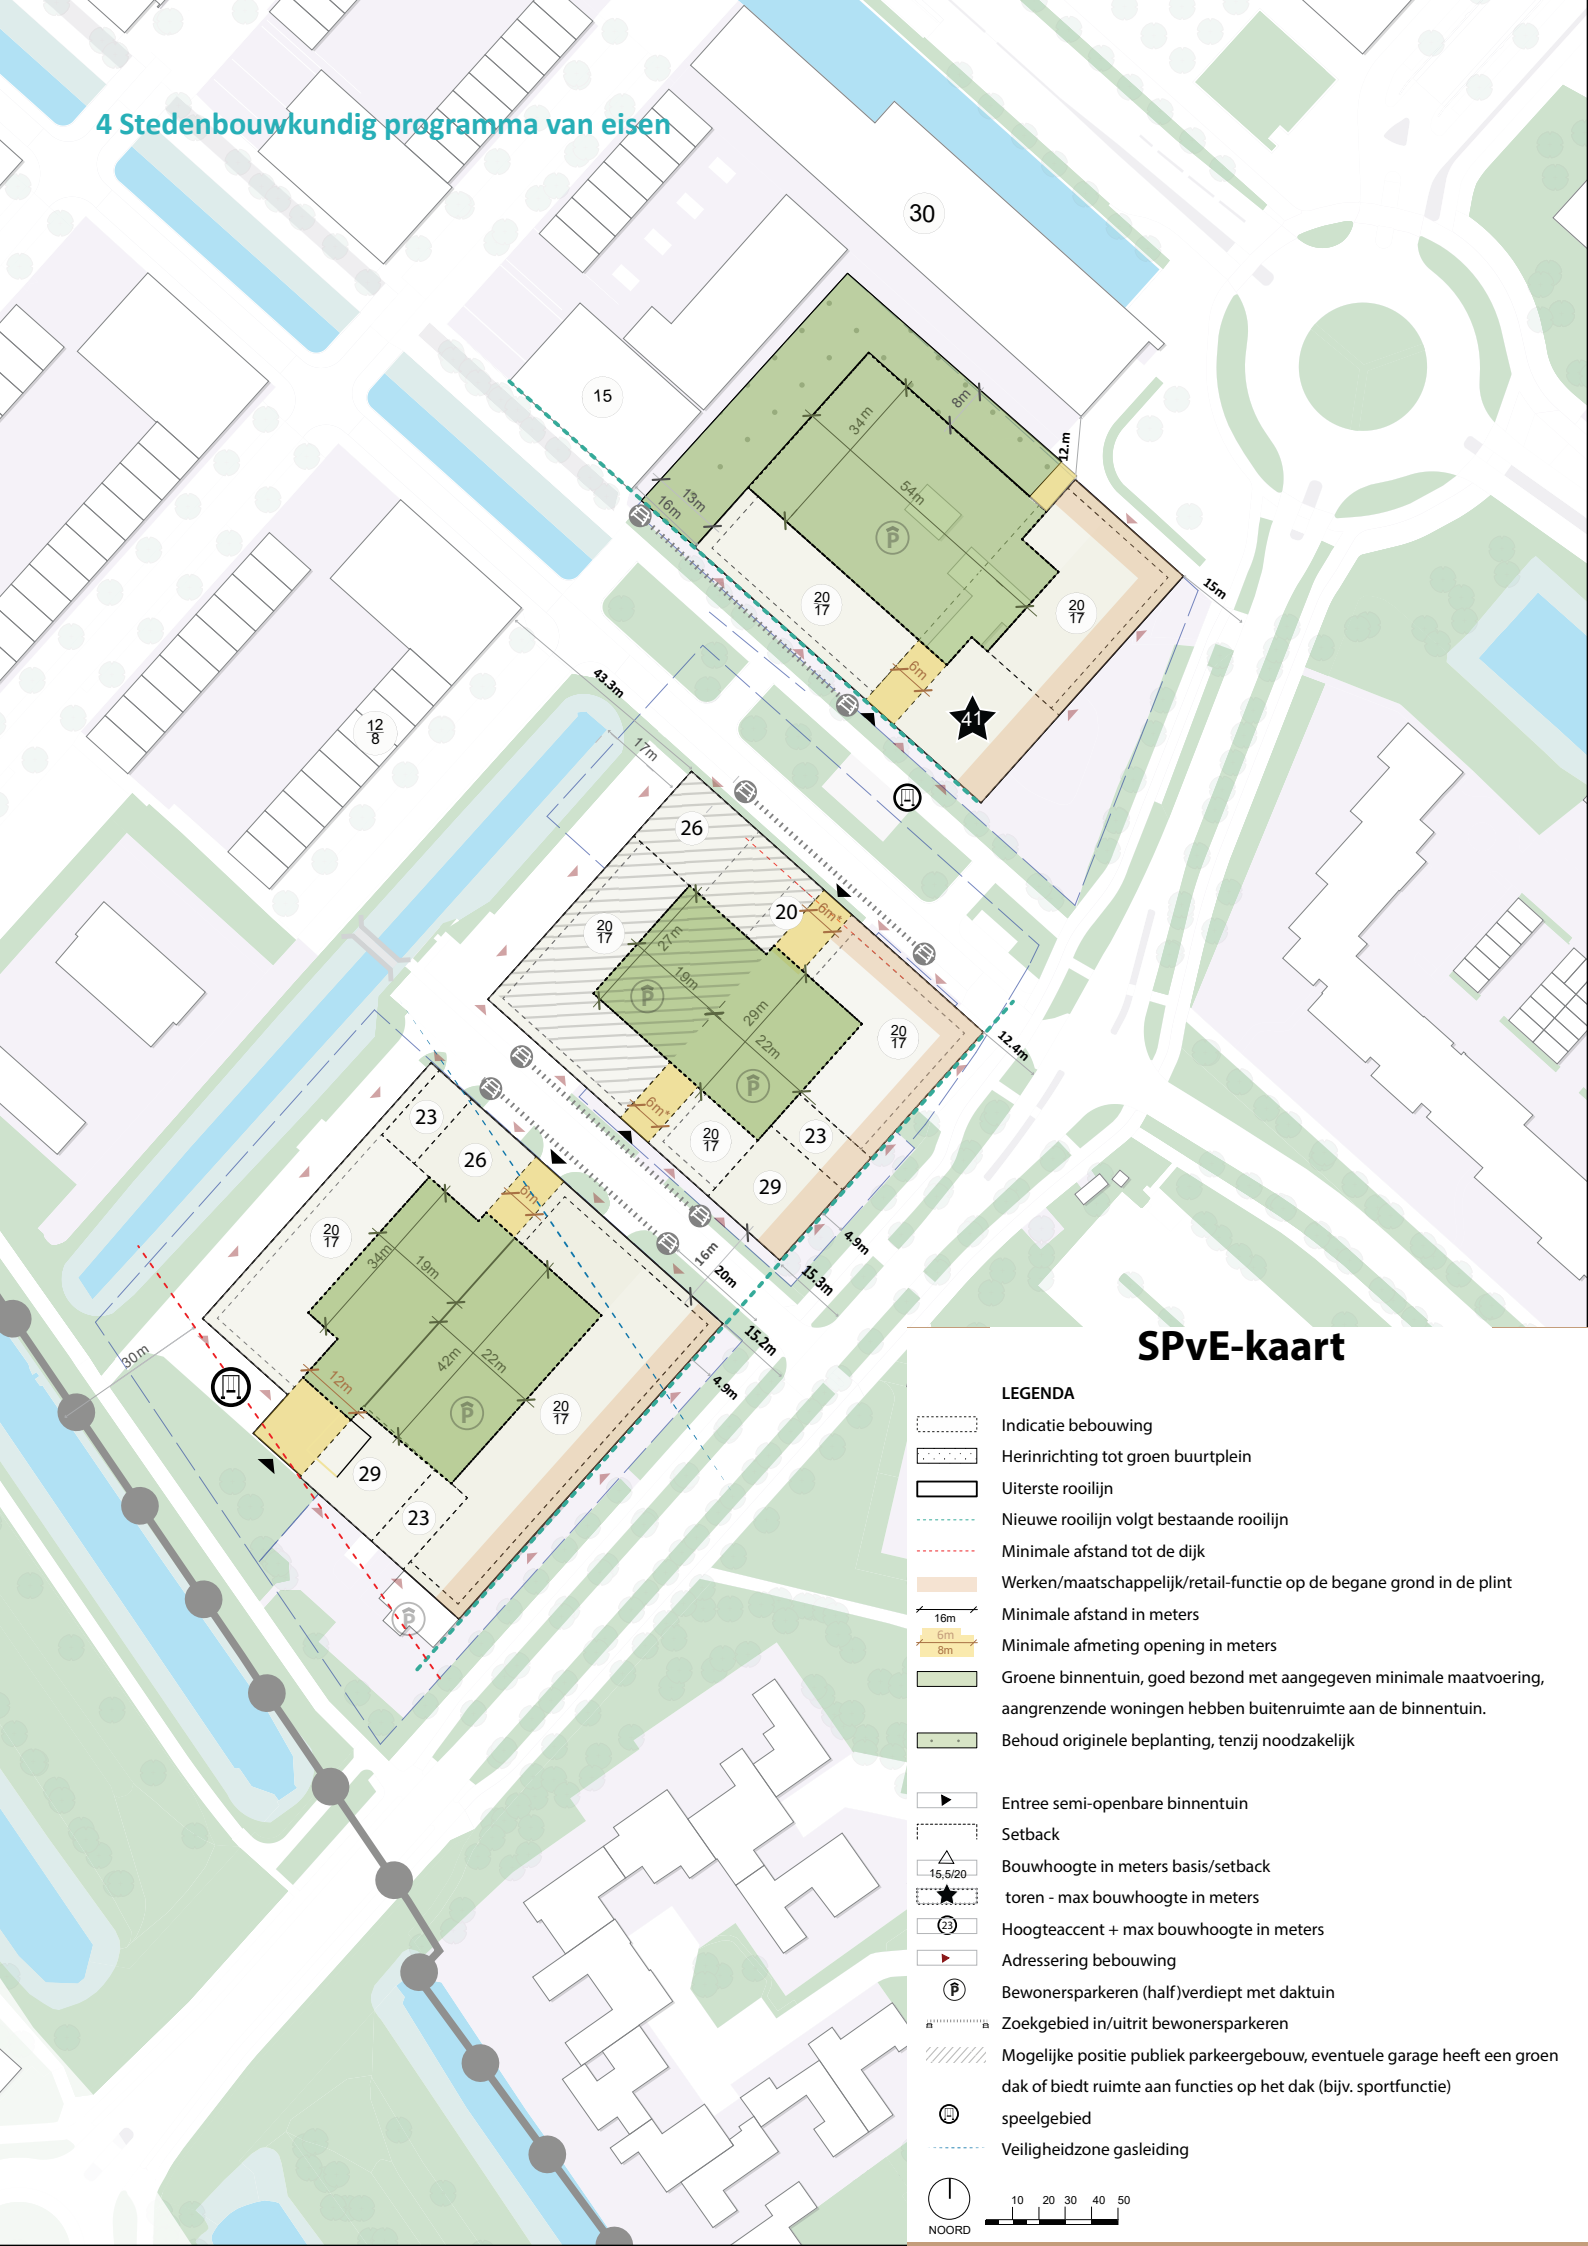 4 Stedenbouwkundig programma van eisen
30
15
8m
34m
12.m
54m
13m
16m
20
17
20
17
15m
6m
41
43.3m
17m
12
8
26
20
6m*
20
17
27m
19m
29m
22m
20
17
12.4m
6m*
20
17
23
29
23
26
6m
20
17
34m
19m
16m
20m
4.9m
15.3m
15.2m
4.9m
30m
12m
42m
22m
20
17
29
23
SPvE-kaart
LEGENDA
Indicatie bebouwing
Herinrichting tot groen buurtplein
Uiterste rooilijn
Nieuwe rooilijn volgt bestaande rooilijn
Minimale afstand tot de dijk
Werken/maatschappelijk/retail-functie op de begane grond in de plint
16m
Minimale afstand in meters
6m
8m
Minimale afmeting opening in meters
Groene binnentuin, goed bezond met aangegeven minimale maatvoering,
aangrenzende woningen hebben buitenruimte aan de binnentuin.
Behoud originele beplanting, tenzij noodzakelijk
Entree semi-openbare binnentuin
Setback
15,5/20
Bouwhoogte in meters basis/setback
toren - max bouwhoogte in meters
23
Hoogteaccent + max bouwhoogte in meters
Adressering bebouwing
P
Bewonersparkeren (half)verdiept met daktuin
Zoekgebied in/uitrit bewonersparkeren
Mogelijke positie publiek parkeergebouw, eventuele garage heeft een groen
dak of biedt ruimte aan functies op het dak (bijv. sportfunctie)
speelgebied
Veiligheidzone gasleiding
NOORD
10 20 30 40 50